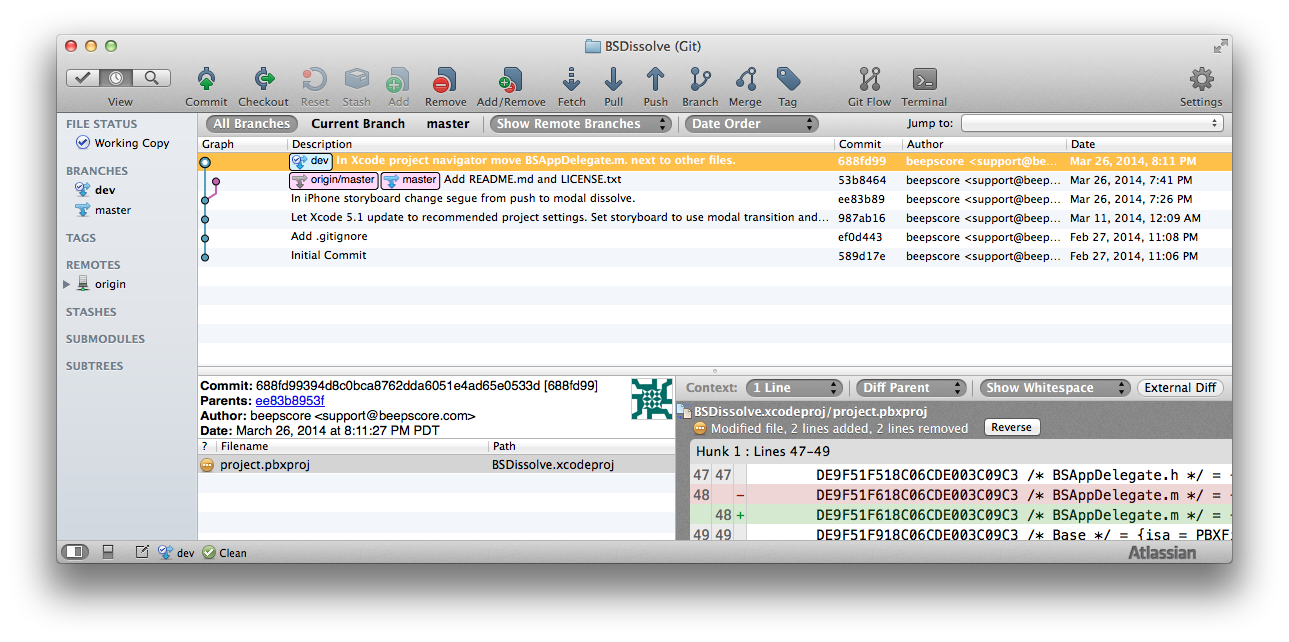 BSDissolve (Git)
View Commit Checkout Reset Stash Add Remove Add/Remove Fetch Pull Push Branch Merge Tag Git Flow Terminal Settings
FILE STATUS
Working Copy
BRANCHES
dev
master
TAGS
REMOTES
origin
STASHES
SUBMODULES
SUBTREES
All Branches Current Branch master Show Remote Branches Date Order Jump to:
Graph Description Commit Author Date
dev In Xcode project navigator move BSAppDelegate.m. next to other files. 688fd99 beepscore <support@be... Mar 26, 2014, 8:11 PM
origin/master master Add README.md and LICENSE.txt 53b8464 beepscore <support@beep... Mar 26, 2014, 7:41 PM
In iPhone storyboard change segue from push to modal dissolve. ee83b89 beepscore <support@beep... Mar 26, 2014, 7:26 PM
Let Xcode 5.1 update to recommended project settings. Set storyboard to use modal transition and... 987ab16 beepscore <support@beep... Mar 11, 2014, 12:09 AM
Add .gitignore ef0d443 beepscore <support@beep... Feb 27, 2014, 11:08 PM
Initial Commit 589d17e beepscore <support@beep... Feb 27, 2014, 11:06 PM
Commit: 688fd99394d8c0bca8762dda6051e4ad65e0533d [688fd99]
Parents: ee83b8953f
Author: beepscore <support@beepscore.com>
Date: March 26, 2014 at 8:11:27 PM PDT
? Filename Path
project.pbxproj BSDissolve.xcodeproj
Context: 1 Line Diff Parent Show Whitespace External Diff
BSDissolve.xcodeproj/project.pbxproj
Modified file, 2 lines added, 2 lines removed Reverse
Hunk 1 : Lines 47-49
47 47 DE9F51F518C06CDE003C09C3 /* BSAppDelegate.h */ = {
48 - DE9F51F618C06CDE003C09C3 /* BSAppDelegate.m */ = {
48 + DE9F51F618C06CDE003C09C3 /* BSAppDelegate.m */ = {
49 49 DE9F51F918C06CDE003C09C3 /* Base */ = {isa = PBXF
dev Clean Atlassian